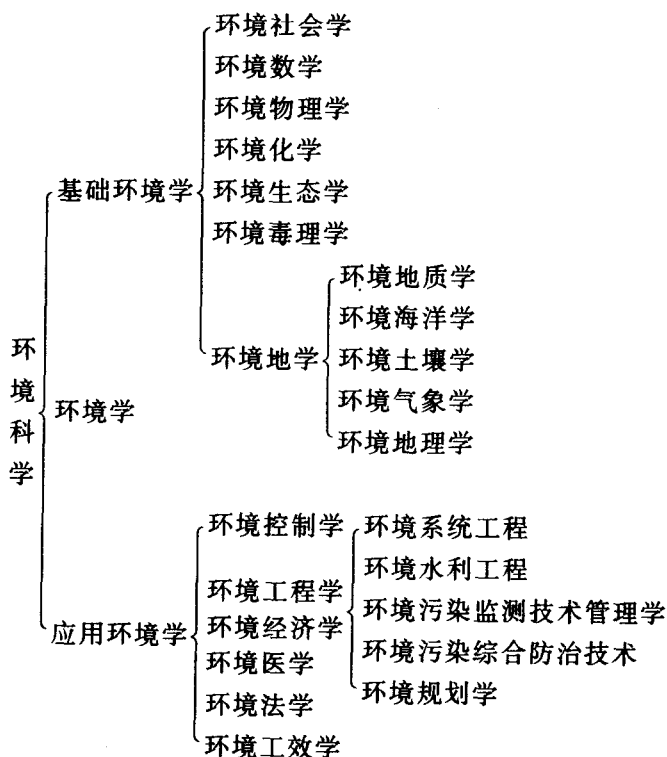 环境科学
基础环境学
环境社会学
环境数学
环境物理学
环境化学
环境生态学
环境毒理学
环境地学
环境地质学
环境海洋学
环境土壤学
环境气象学
环境地理学
环境学
应用环境学
环境控制学
环境工程学
环境系统工程
环境水利工程
环境污染监测技术管理学
环境污染综合防治技术
环境规划学
环境经济学
环境医学
环境法学
环境工效学